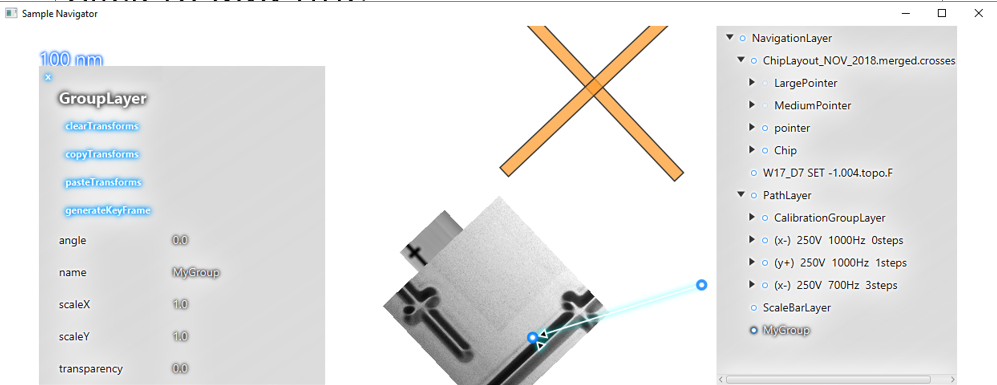 Sample Navigator
100 nm
GroupLayer
clearTransforms
copyTransforms
pasteTransforms
generateKeyFrame
angle 0.0
name MyGroup
scaleX 1.0
scaleY 1.0
transparency 0.0
NavigationLayer
ChipLayout_NOV_2018.merged.crosses
LargePointer
MediumPointer
pointer
Chip
W17_D7 SET -1.004.topo.F
PathLayer
CalibrationGroupLayer
(x-) 250V 1000Hz 0steps
(y+) 250V 1000Hz 1steps
(x-) 250V 700Hz 3steps
ScaleBarLayer
MyGroup